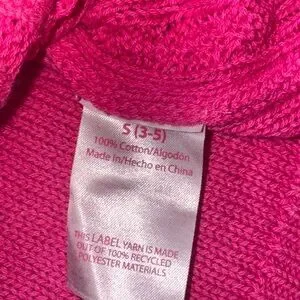 S (3-5)
100% Cotton/Algodón
Made in/Hecho en China
THIS LABEL YARN IS MADE
OUT OF 100% RECYCLED
POLYESTER MATERIALS